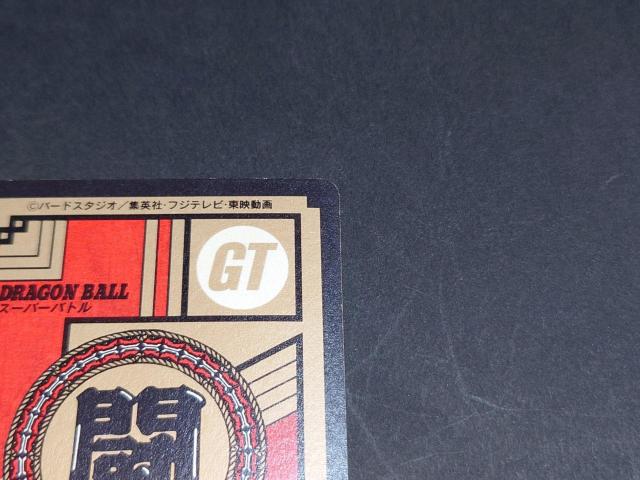 ©バードスタジオ／集英社・フジテレビ・東映動画
GT
DRAGON BALL
スーパーバトル
闘